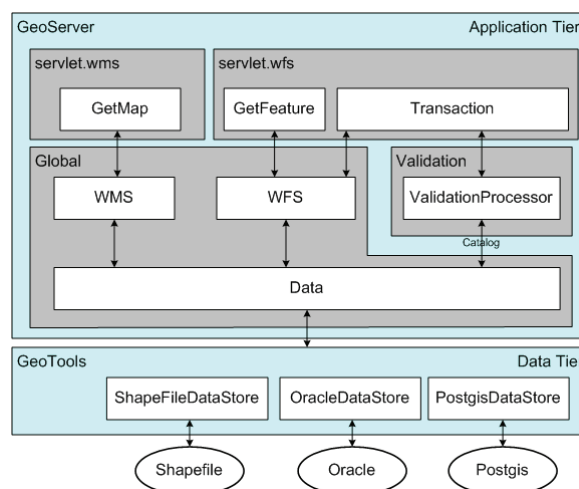 GeoServer
Application Tier
servlet.wms
servlet.wfs
GetMap
GetFeature
Transaction
Global
Validation
WMS
WFS
ValidationProcessor
Catalog
Data
GeoTools
Data Tier
ShapeFileDataStore
OracleDataStore
PostgisDataStore
Shapefile
Oracle
Postgis